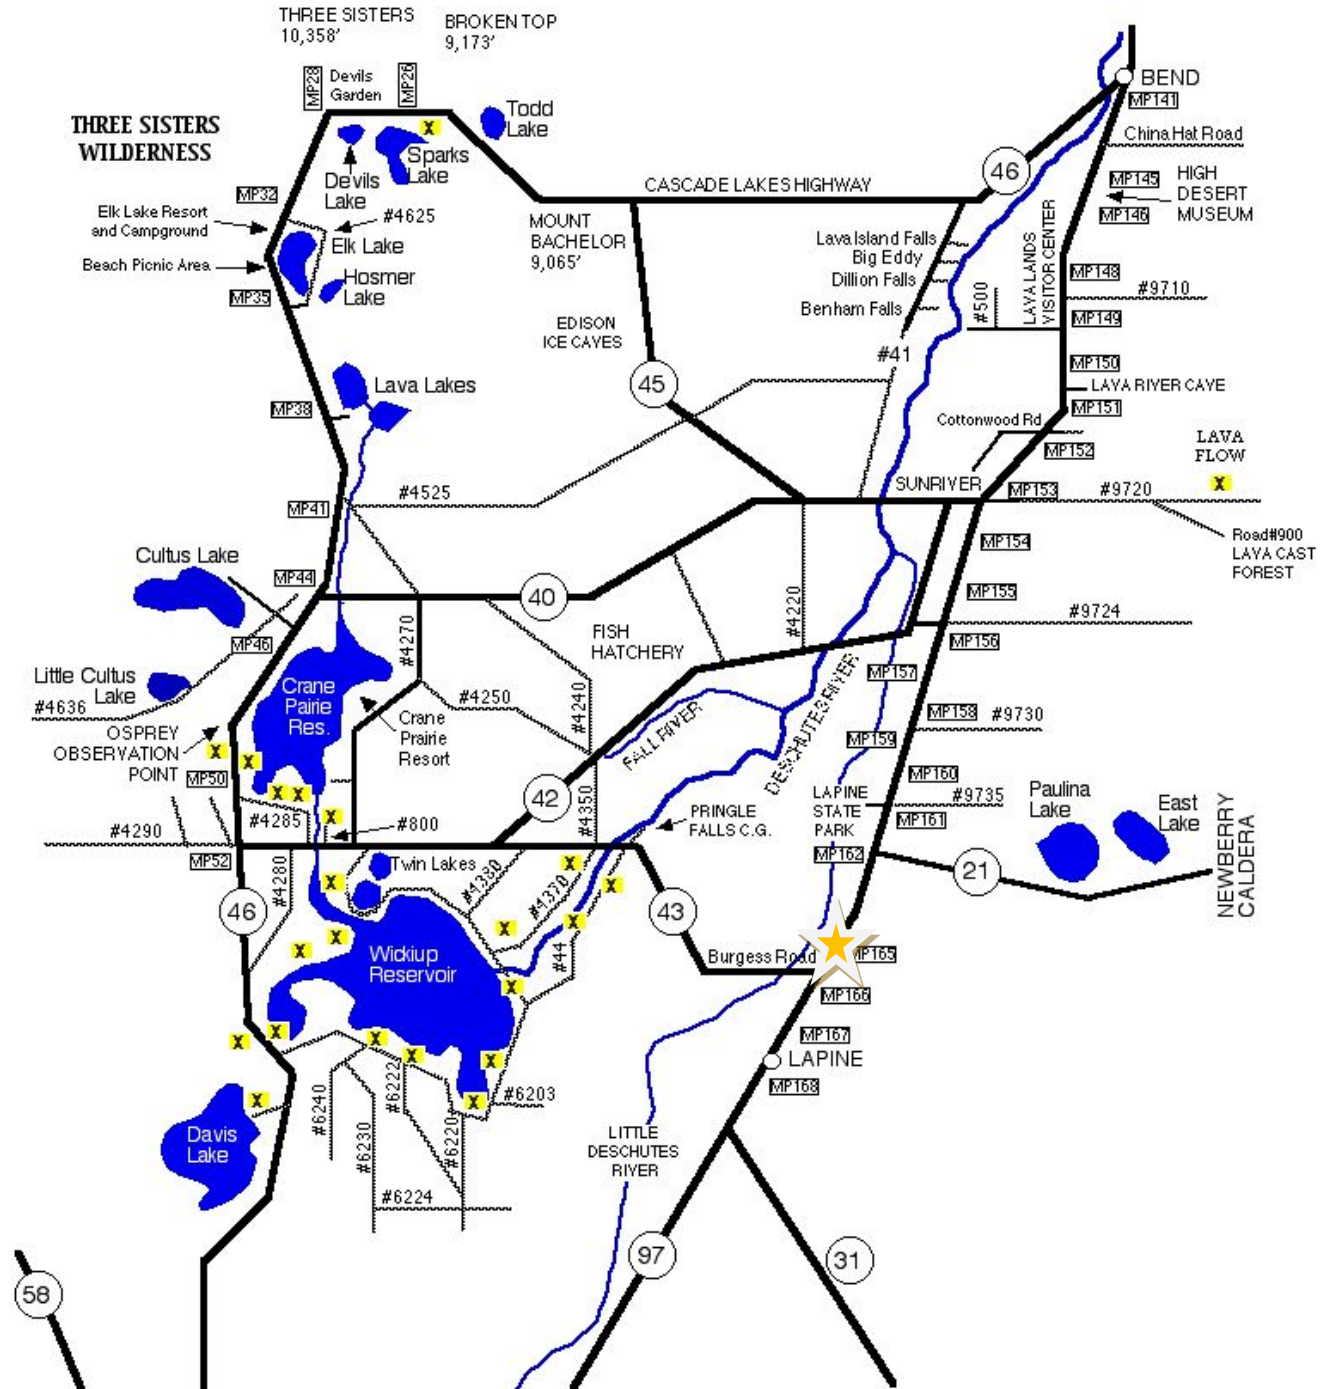 THREE SISTERS
10,358'
BROKEN TOP
9,173'
MP28
Devils
Garden
MP26
Todd
Lake
BEND
MP141
THREE SISTERS
WILDERNESS
X
Sparks
Lake
Devils
Lake
China Hat Road
46
CASCADE LAKES HIGHWAY
MP145
HIGH
DESERT
MUSEUM
MP146
MP32
Elk Lake Resort
and Campground
#4625
Elk Lake
Beach Picnic Area
Hosmer
Lake
MP35
MOUNT
BACHELOR
9,065'
Lava Island Falls
Big Eddy
Dillion Falls
Benham Falls
#500
LAVA LANDS
VISITOR CENTER
MP148
#9710
MP149
EDISON
ICE CAVES
#41
MP150
45
Lava Lakes
LAVA RIVER CAVE
MP38
MP151
Cottonwood Rd
MP152
LAVA
FLOW
X
SUNRIVER
MP153
#9720
#4525
MP41
Road#900
LAVA CAST
FOREST
MP154
Cultus Lake
MP44
40
MP155
#4220
#9724
#4270
FISH
HATCHERY
MP46
MP156
Little Cultus
Lake
MP157
#4636
Crane
Pairie
Res.
#4250
#4240
Crane
Prairie
Resort
OSPREY
OBSERVATION
POINT
FALL RIVER
DESCHUTES RIVER
MP158
#9730
MP159
X
X
MP50
X
X
42
MP160
LAPINE
STATE
PARK
#9735
MP161
Paulina
Lake
East
Lake
NEWBERRY
CALDERA
#4350
PRINGLE
FALLS C.G.
X
#4285
#800
#4290
MP52
MP162
Twin Lakes
#4280
#4330
#4370
X
X
X
21
46
43
X
X
X
X
#44
Wickiup
Reservoir
Burgess Road
MP165
X
MP166
X
X
X
X
X
X
MP167
LAPINE
MP168
X
X
#6203
#6240
#6222
#6230
#6220
Davis
Lake
LITTLE
DESCHUTES
RIVER
#6224
97
31
58